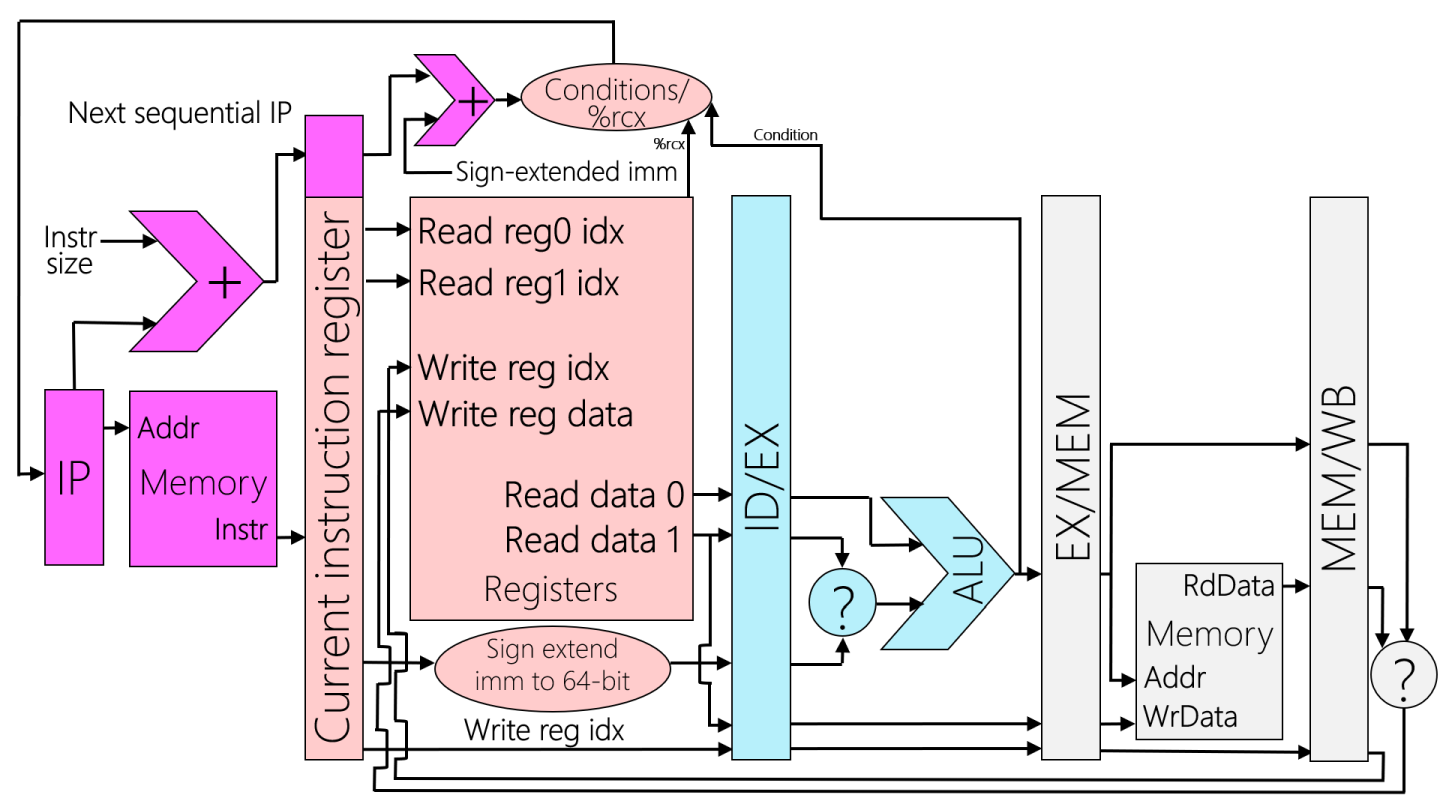 Next sequential IP
Instr
size
+
IP
Addr
Memory
Instr
Current instruction register
+
Conditions/
%rcx
%rcx
Condition
Sign-extended imm
Read reg0 idx
Read reg1 idx
Write reg idx
Write reg data
Read data 0
Read data 1
Registers
Sign extend
imm to 64-bit
Write reg idx
ID/EX
?
ALU
EX/MEM
RdData
Memory
Addr
WrData
MEM/WB
?